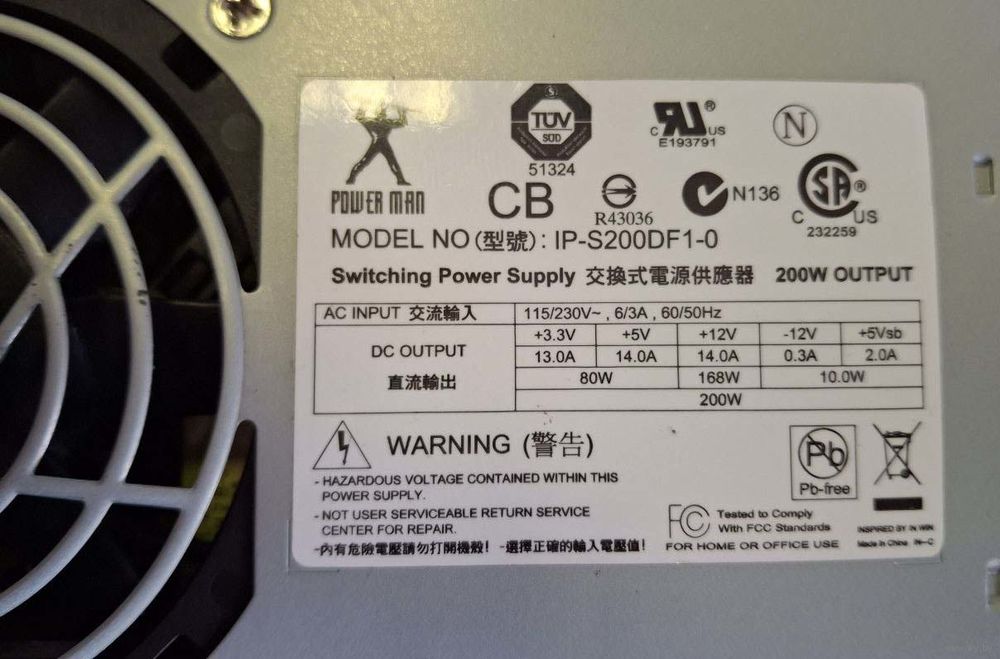 TÜV
SÜD
51324
C RU US ®
E193791
N
POWER MAN
CB
R43036
N136
SA ®
C US
232259
MODEL NO (型號): IP-S200DF1-0
Switching Power Supply 交換式電源供應器 200W OUTPUT
AC INPUT 交流輸入 115/230V~ , 6/3A , 60/50Hz
DC OUTPUT
直流輸出
+3.3V +5V +12V -12V +5Vsb
13.0A 14.0A 14.0A 0.3A 2.0A
80W 168W 10.0W
200W
WARNING (警告)
- HAZARDOUS VOLTAGE CONTAINED WITHIN THIS
POWER SUPPLY.
- NOT USER SERVICEABLE RETURN SERVICE
CENTER FOR REPAIR.
-內有危險電壓請勿打開機殼! -選擇正確的輸入電壓值!
Pb
Pb-free
FC Tested to Comply
With FCC Standards
FOR HOME OR OFFICE USE
INSPIRED BY IN WIN
Made in China IN-C